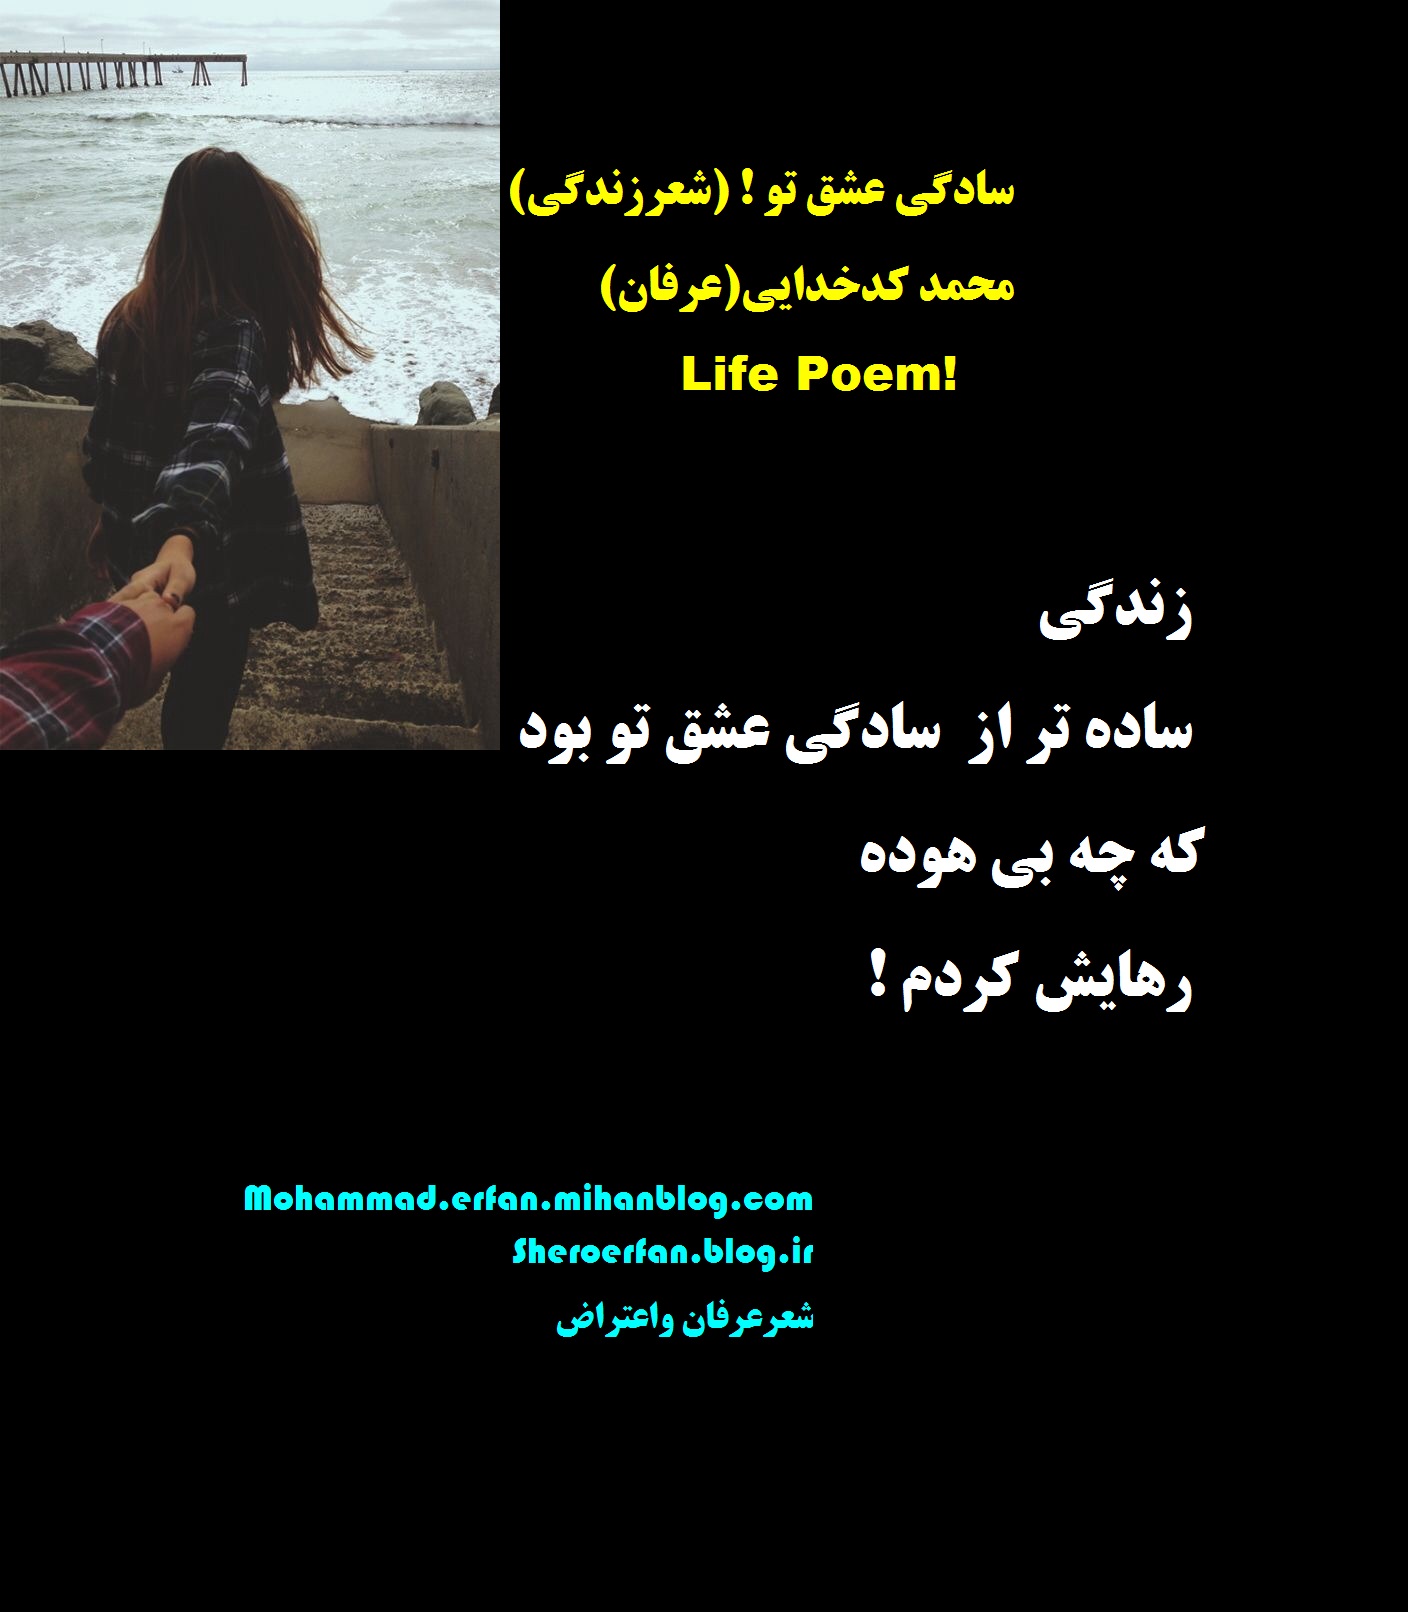 سادگی عشق تو ! (شعرزندگی)
محمد کدخدایی(عرفان)
Life Poem!
زندگی
ساده تر از سادگی عشق تو بود
که چه بی هوده
رهایش کردم !
Mohammad.erfan.mihanblog.com
Sheroerfan.blog.ir
شعرعرفان واعتراض